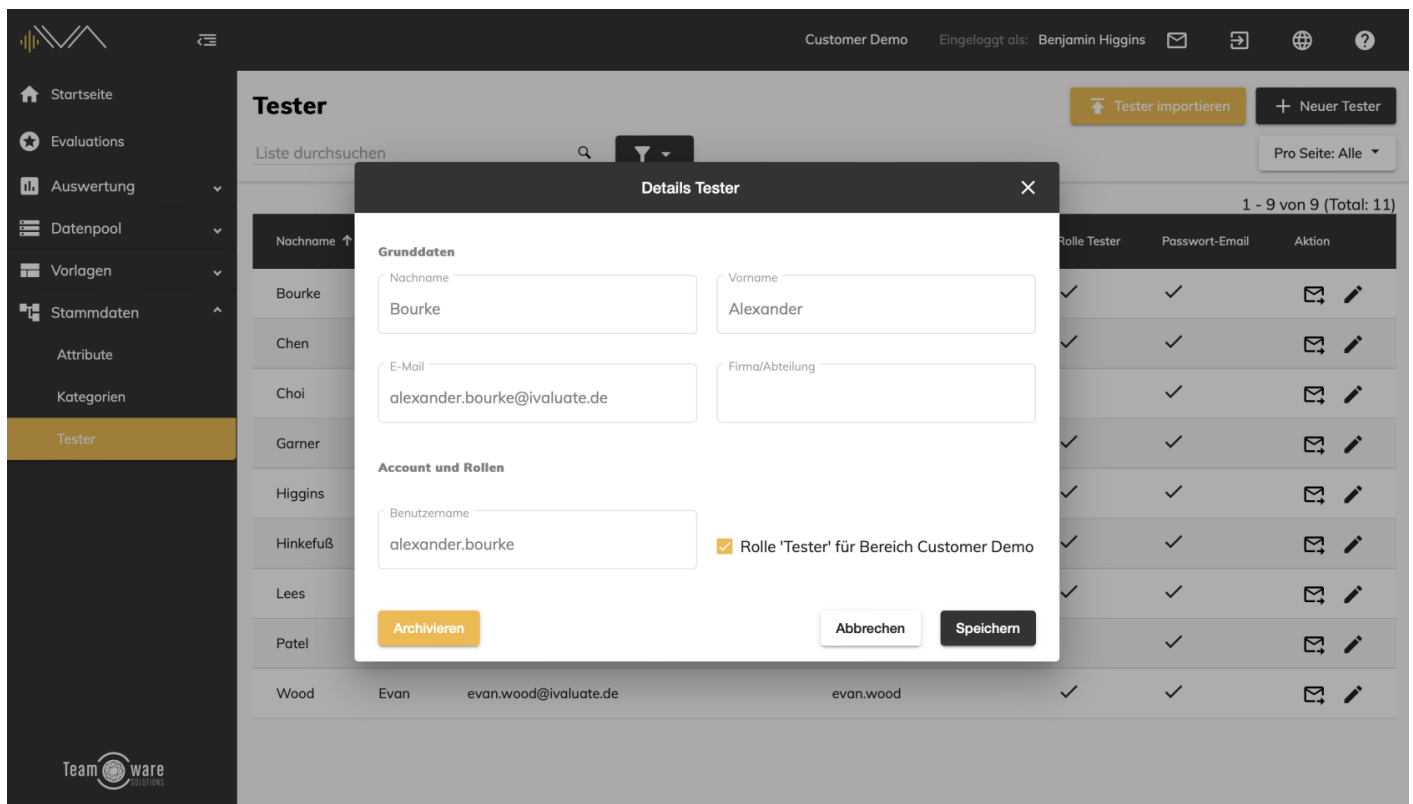 Customer Demo Eingeloggt als: Benjamin Higgins
Startseite
Evaluations
Auswertung
Datenpool
Vorlagen
Stammdaten
Attribute
Kategorien
Tester
Team ware
SOLUTIONS
Tester
Tester importieren
Neuer Tester
Liste durchsuchen
Pro Seite: Alle
1 - 9 von 9 (Total: 11)
Nachname Rolle Tester Passwort-Email Aktion
Bourke
Chen
Choi
Garner
Higgins
Hinkefuß
Lees
Patel
Wood Evan evan.wood@ivaluate.de evan.wood
Details Tester
Grunddaten
Nachname
Bourke
Vorname
Alexander
E-Mail
alexander.bourke@ivaluate.de
Firma/Abteilung
Account und Rollen
Benutzername
alexander.bourke
Rolle 'Tester' für Bereich Customer Demo
Archivieren
Abbrechen
Speichern